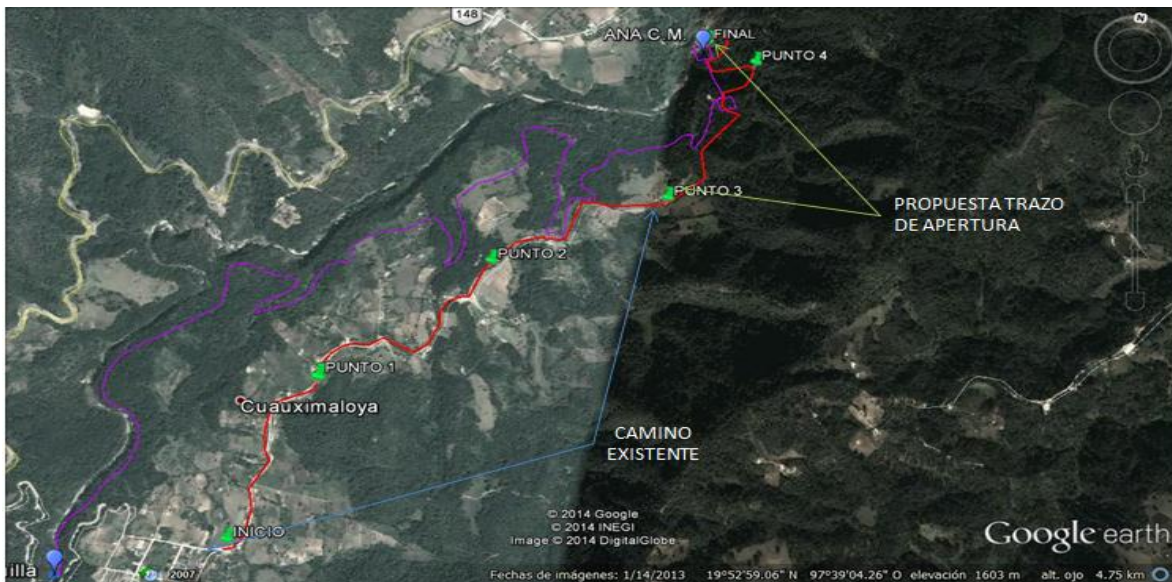 148
ANA C.M
FINAL
PUNTO 4
PUNTO 3
PROPUESTA TRAZO
DE APERTURA
PUNTO 2
PUNTO 1
Cuauximaloya
CAMINO
EXISTENTE
INICIO
illa
2007
© 2014 Google
© 2014 INEGI
Image © 2014 DigitalGlobe
Google earth
Fechas de imágenes: 1/14/2013 19°52'59.06" N 97°39'04.26" O elevación 1603 m alt. ojo 4.75 km
N